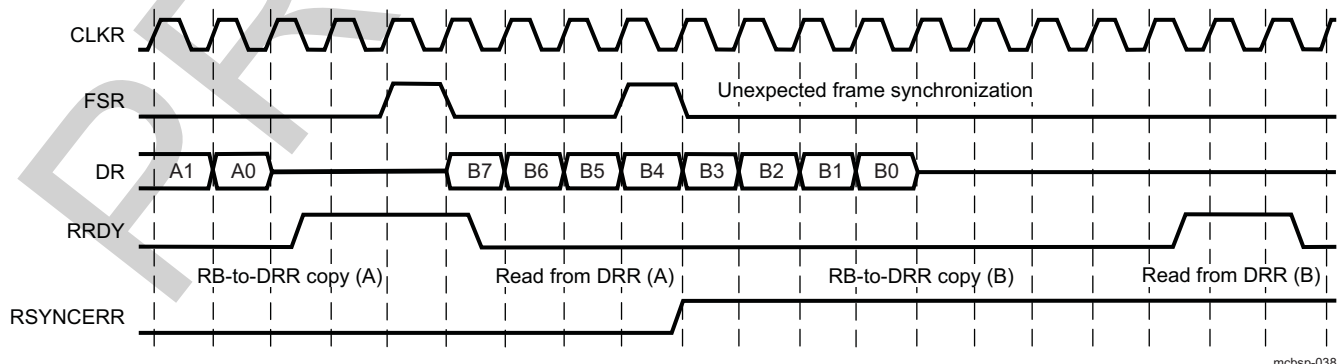 CLKR
FSR Unexpected frame synchronization
DR A1 A0 B7 B6 B5 B4 B3 B2 B1 B0
RRDY
RB-to-DRR copy (A) Read from DRR (A) RB-to-DRR copy (B) Read from DRR (B)
RSYNCERR
mcbsp-038